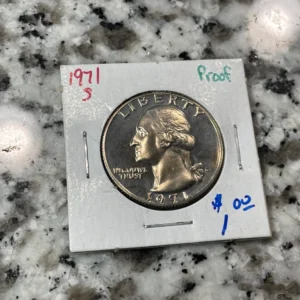 1971
S
Proof
LIBERTY
IN GOD WE
TRUST
1971
$1.00